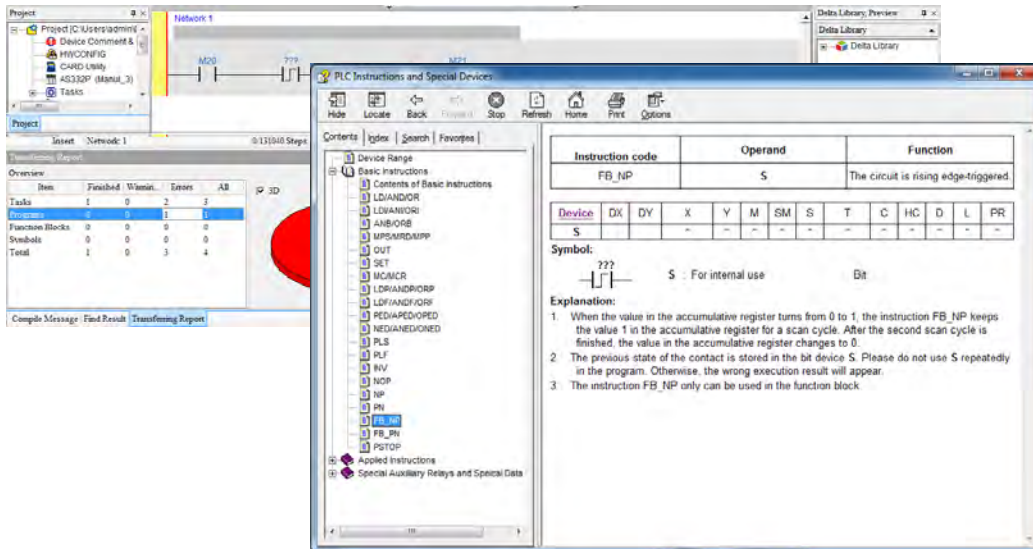 Project
Project [C:\Users\admini
Device Comment &
HWCONFIG
CARD Utility
AS332P (Manut_3)
Tasks
Project
Network 1
M20 ??? M21
Delta Library, Preview
Delta Library
Delta Library
Insert Network: 1 0/131040 Steps
Transferring Report
Overview
Item Finished Warnin... Errors All
Tasks 1 0 2 3
Programs 0 0 1 1
Function Blocks 0 0 0 0
Symbols 0 0 0 0
Total 1 0 3 4
3D
Compile Message Find Result Transferring Report
PLC Instructions and Special Devices
Hide Locate Back Forward Stop Refresh Home Print Options
Contents Index Search Favorites
Device Range
Basic Instructions
Contents of Basic Instructions
LD/AND/OR
LDI/ANI/ORI
ANB/ORB
MPS/MRD/MPP
OUT
SET
MC/MCR
LDP/ANDP/ORP
LDF/ANDF/ORF
PED/APED/OPED
NED/ANED/ONED
PLS
PLF
INV
NOP
NP
PN
FB_NP
FB_PN
PSTOP
Applied Instructions
Special Auxiliary Relays and Speical Data
Instruction code Operand Function
FB_NP S The circuit is rising edge-triggered.
Device DX DY X Y M SM S T C HC D L PR
S - - - - - - - - - - -
Symbol:
???
S : For internal use Bit
Explanation:
1. When the value in the accumulative register turns from 0 to 1, the instruction FB_NP keeps
the value 1 in the accumulative register for a scan cycle. After the second scan cycle is
finished, the value in the accumulative register changes to 0.
2. The previous state of the contact is stored in the bit device S. Please do not use S repeatedly
in the program. Otherwise, the wrong execution result will appear.
3. The instruction FB_NP only can be used in the function block.